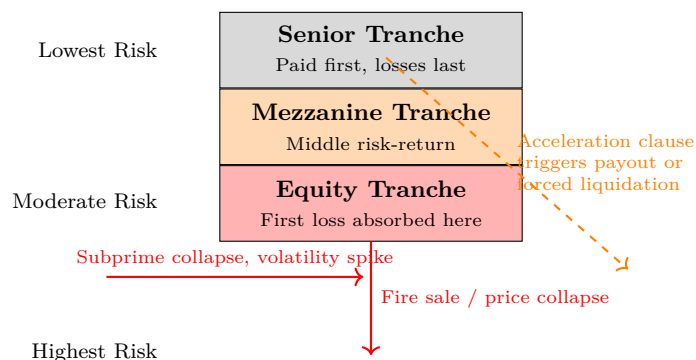 Lowest Risk
Senior Tranche
Paid first, losses last
Mezzanine Tranche
Middle risk-return
Acceleration clause
triggers payout or
forced liquidation
Moderate Risk
Equity Tranche
First loss absorbed here
Subprime collapse, volatility spike
Fire sale / price collapse
Highest Risk